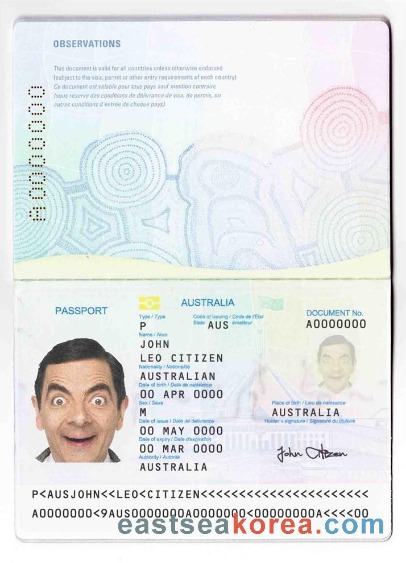 OBSERVATIONS
This document is valid for all countries unless otherwise endorsed
(subject to the visa, permit or other entry requirements of each country)
Ce document est valable pour tous pays sauf mention contraire
(sous réserve des conditions de délivrance de visa, de permis, ou
autres conditions d'entrée de chaque pays)
A0000000
PASSPORT
AUSTRALIA
Type / Type
Code of issuing / Code de l'Etat
State
émetteur
DOCUMENT No.
P
AUS
A0000000
Name / Nom
JOHN
LEO CITIZEN
Nationality / Nationalité
AUSTRALIAN
Date of birth / Date de naissance
00 APR 0000
Sex / Sexe
Place of birth / Lieu de naissance
M
AUSTRALIA
Date of issue / Date de délivrance
Holder's signature / Signature du titulaire
00 MAY 0000
Date of expiry / Date d'expiration
00 MAR 0000
John Citizen
Authority / Autorité
AUSTRALIA
P<AUSJOHN<<LEO<CITIZEN<<<<<<<<<<<<<<<<<<<<<<
A0000000<9AUS0000000A0000000<00000000A<<<<00
eastseakorea.com